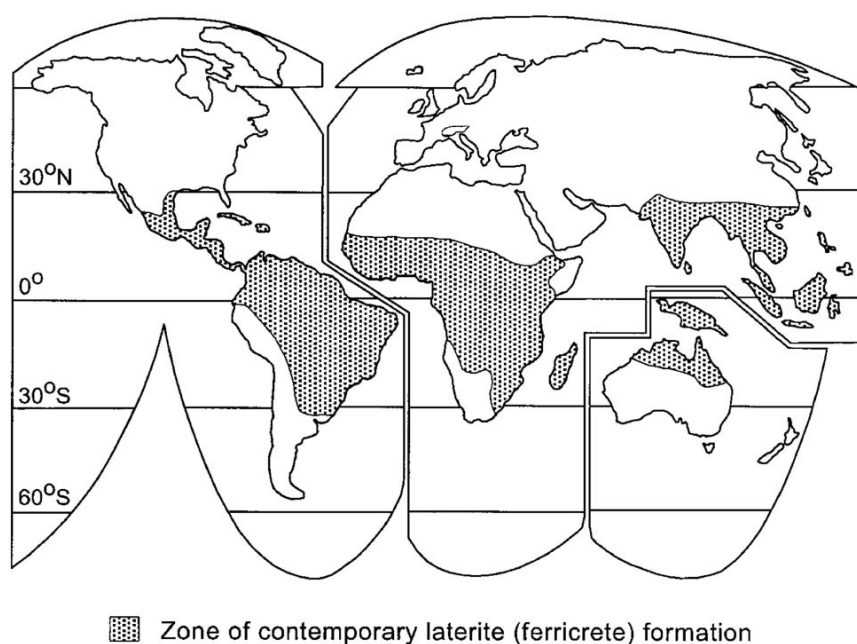 30°N
0°
30°S
60°S
Zone of contemporary laterite (ferricrete) formation